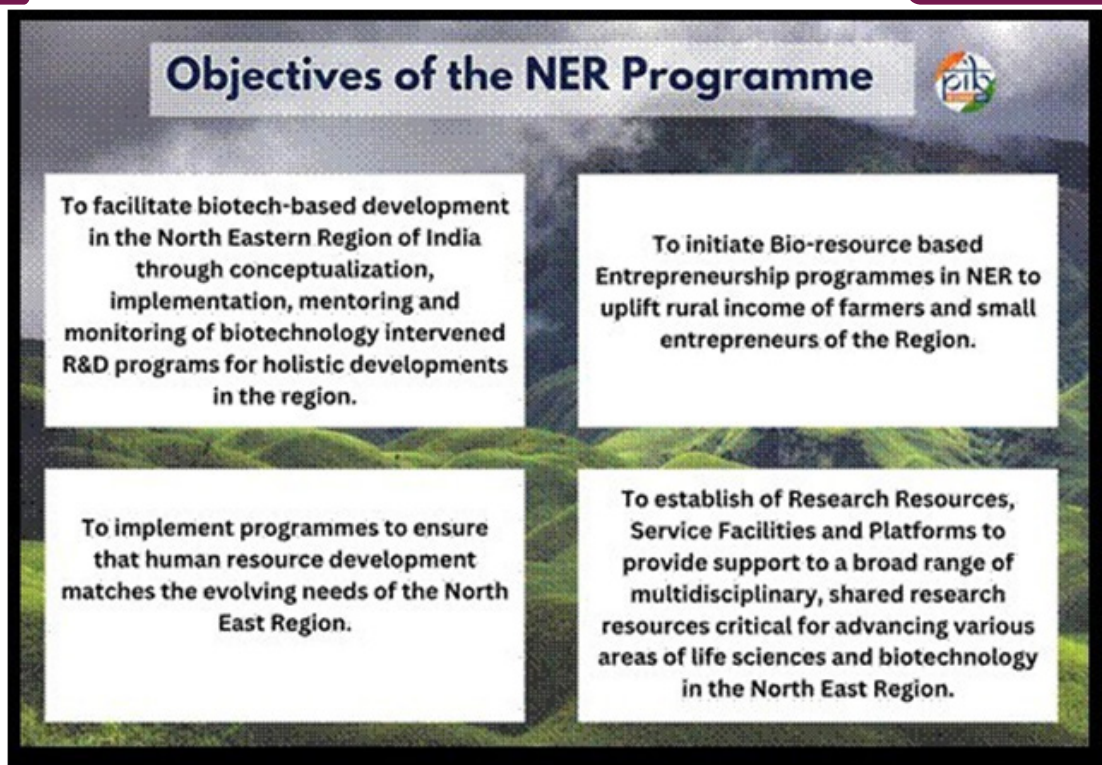 Objectives of the NER Programme
pib
To facilitate biotech-based development
in the North Eastern Region of India
through conceptualization,
implementation, mentoring and
monitoring of biotechnology intervened
R&D programs for holistic developments
in the region.
To initiate Bio-resource based
Entrepreneurship programmes in NER to
uplift rural income of farmers and small
entrepreneurs of the Region.
To implement programmes to ensure
that human resource development
matches the evolving needs of the North
East Region.
To establish of Research Resources,
Service Facilities and Platforms to
provide support to a broad range of
multidisciplinary, shared research
resources critical for advancing various
areas of life sciences and biotechnology
in the North East Region.